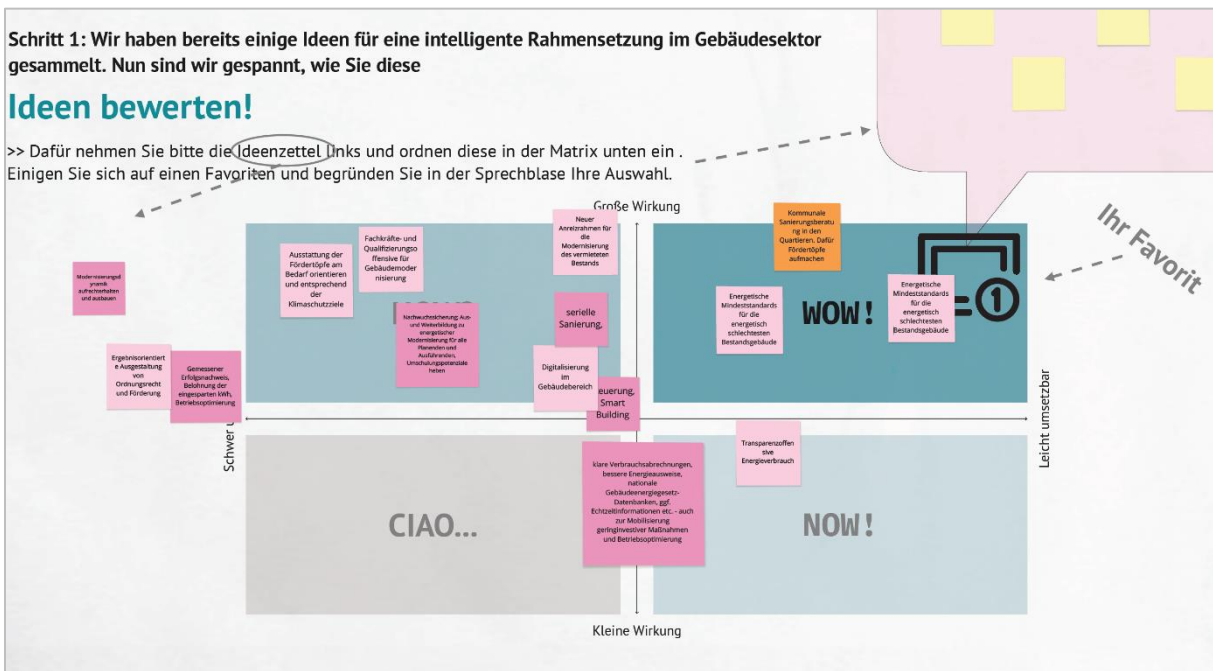 Schritt 1: Wir haben bereits einige Ideen für eine intelligente Rahmensetzung im Gebäudesektor
gesammelt. Nun sind wir gespannt, wie Sie diese
Ideen bewerten!
>> Dafür nehmen Sie bitte die Ideenzettel links und ordnen diese in der Matrix unten ein .
Einigen Sie sich auf einen Favoriten und begründen Sie in der Sprechblase Ihre Auswahl.
Ihr Favorit
Große Wirkung
Modernisierungsd
ynamik
aufrechterhalten
und ausbauen
Ergebnisorientiert
e Ausgestaltung
von
Ordnungsrecht
und Förderung
Gemessener
Erfolgsnachweis,
Belohnung der
eingesparten kWh,
Betriebsoptimierung
Ausstattung der
Fördertöpfe am
Bedarf orientieren
und entsprechend
der
Klimaschutzziele
Fachkräfte- und
Qualifizierungso
ffensive für
Gebäudemoder
nisierung
Nachwuchssicherung: Aus-
und Weiterbildung zu
energetischer
Modernisierung für alle
Planenden und
Ausführenden,
Umschulungspotenziale
heben
Neuer
Anreizrahmen für
die
Modernisierung
des vermieteten
Bestands
serielle
Sanierung,
Digitalisierung
im
Gebäudebereich
euerung,
Smart
Building
Kommunale
Sanierungsberatu
ng in den
Quartieren. Dafür
Fördertöpfe
aufmachen
Energetische
Mindeststandards
für die
energetisch
schlechtesten
Bestandsgebäude
WOW!
Energetische
Mindeststandards
für die
energetisch
schlechtesten
Bestandsgebäude
1
Schwer u
Leicht umsetzbar
klare Verbrauchsabrechnungen,
bessere Energieausweise,
nationale
Gebäudeenergiegesetz-
Datenbanken, ggf.
Echtzeitinformationen etc. - auch
zur Mobilisierung
geringinvestiver Maßnahmen
und Betriebsoptimierung
Transparenzoffen
sive
Energieverbrauch
CIAO...
NOW!
Kleine Wirkung